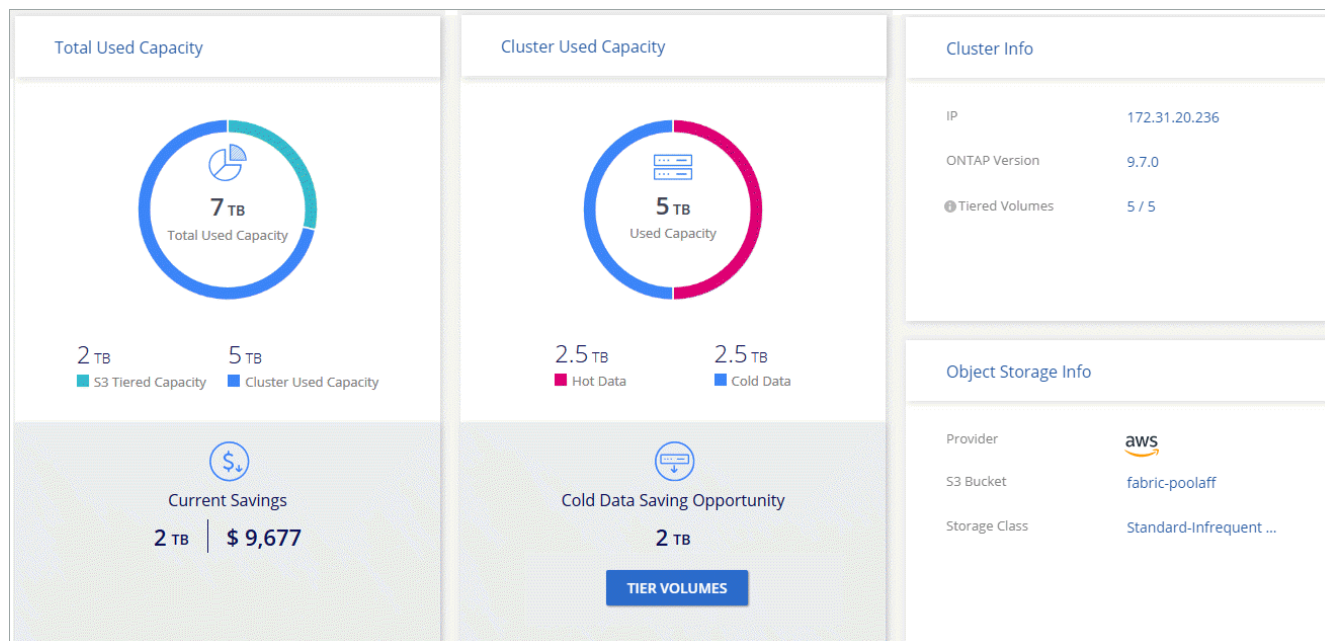 Total Used Capacity
7 TB
Total Used Capacity
2 TB
5 TB
S3 Tiered Capacity
Cluster Used Capacity
$
Current Savings
2 TB
$ 9,677
Cluster Used Capacity
5 TB
Used Capacity
2.5 TB
2.5 TB
Hot Data
Cold Data
Cold Data Saving Opportunity
2 TB
TIER VOLUMES
Cluster Info
IP 172.31.20.236
ONTAP Version 9.7.0
i Tiered Volumes 5 / 5
Object Storage Info
Provider aws
S3 Bucket fabric-poolaff
Storage Class Standard-Infrequent ...